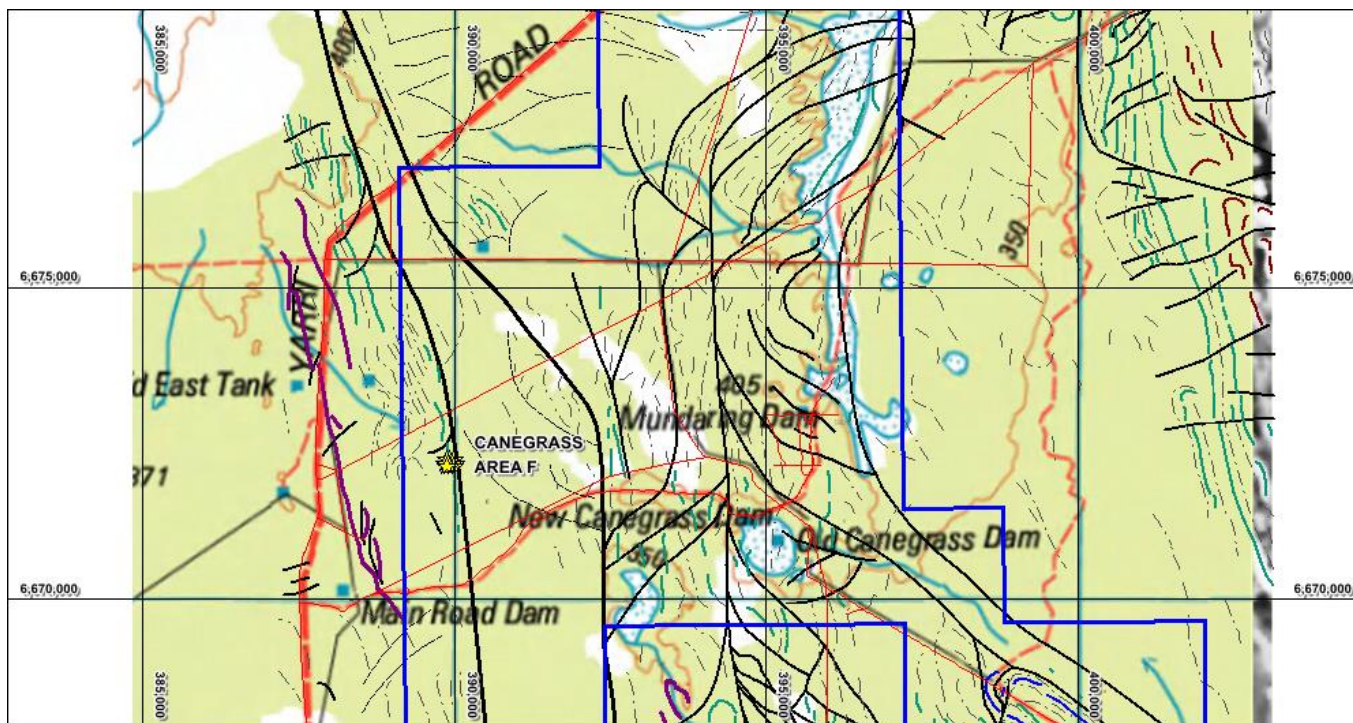 385,000
390,000
395,000
400,000
400
ROAD
350
6,675,000
6,675,000
YARRI
d East Tank
405
Mundaring Dam
CANEGRASS
AREA F
371
New Canegrass Dam
Old Canegrass Dam
350
6,670,000
6,670,000
Main Road Dam
385,000
390,000
395,000
400,000